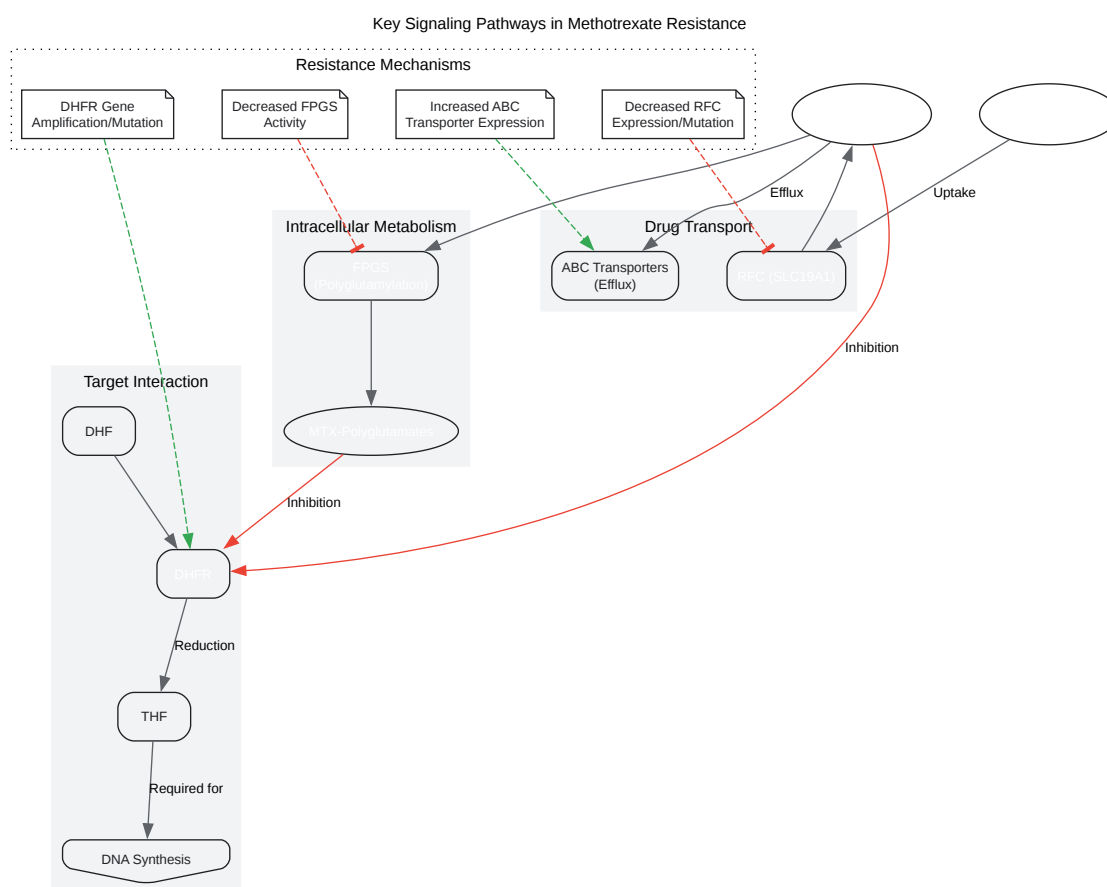 Key Signaling Pathways in Methotrexate Resistance
Resistance Mechanisms
DHFR Gene
Amplification/Mutation
Decreased FPGS
Activity
Increased ABC
Transporter Expression
Decreased RFC
Expression/Mutation
Efflux
Uptake
Intracellular Metabolism
Drug Transport
FPGS
(Polyglutamylation)
ABC Transporters
(Efflux)
RFC (SLC19A1)
Inhibition
Target Interaction
DHF
MTX-Polyglutamates
Inhibition
DHFR
Reduction
THF
Required for
DNA Synthesis